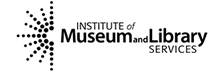 INSTITUTE of
Museum and Library
SERVICES